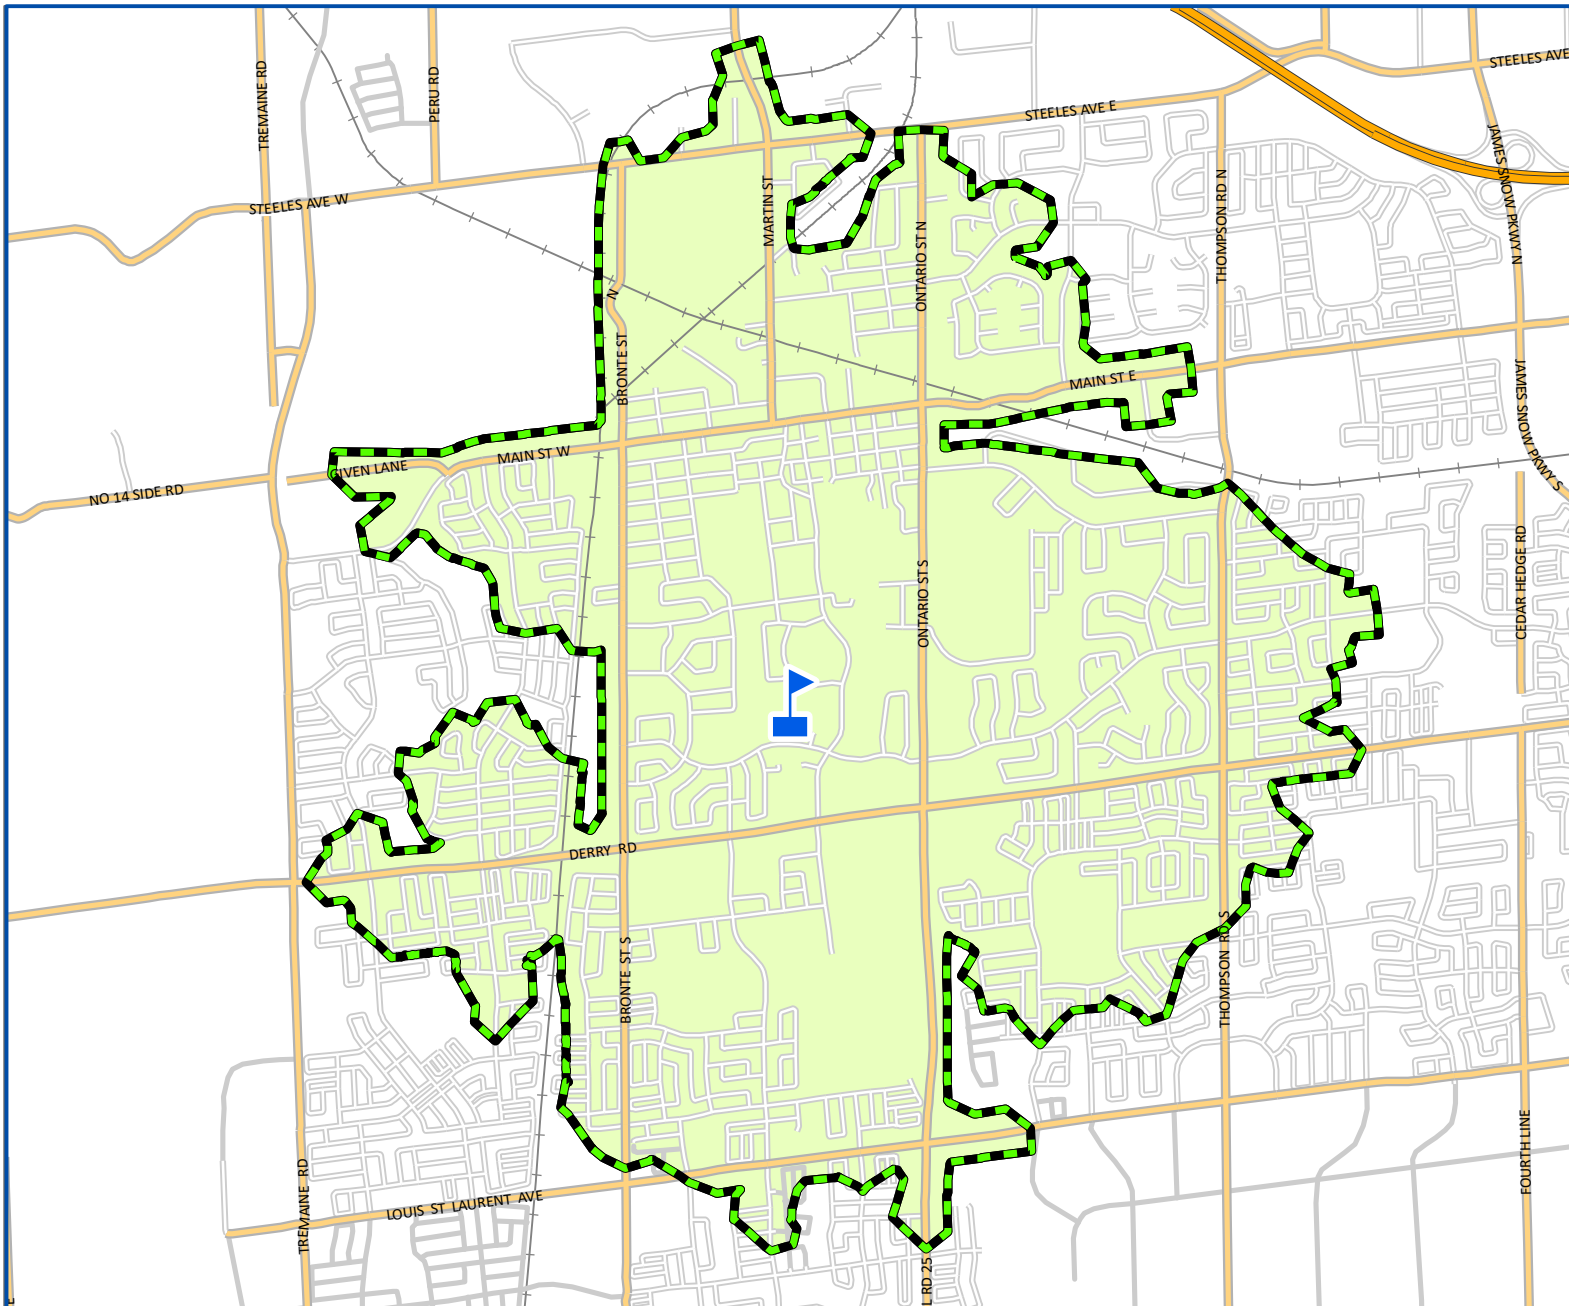 STEELES AVE
TREMAINE RD
PERU RD
STEELES AVE E
JAMES SNOW PKWY N
STEELES AVE W
MARTIN ST
ONTARIO ST N
THOMPSON RD N
N
BRONTE ST
MAIN ST E
JAMES SNOW PKWY S
MAIN ST W
GIVEN LANE
NO 14 SIDE RD
ONTARIO ST S
CEDAR HEDGE RD
DERRY RD
BRONTE ST S
THOMPSON RD S
TREMAINE RD
LOUIS ST LAURENT AVE
FOURTH LINE
L RD 25
E